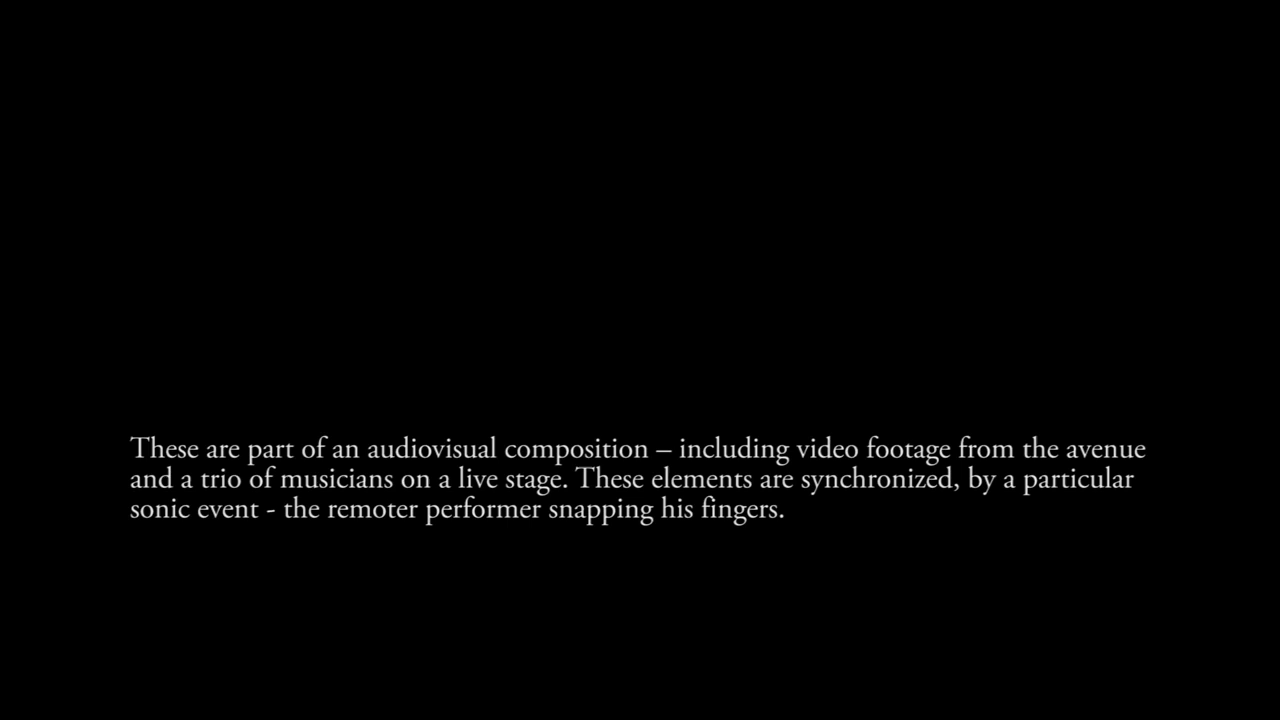 These are part of an audiovisual composition – including video footage from the avenue
and a trio of musicians on a live stage. These elements are synchronized, by a particular
sonic event - the remoter performer snapping his fingers.